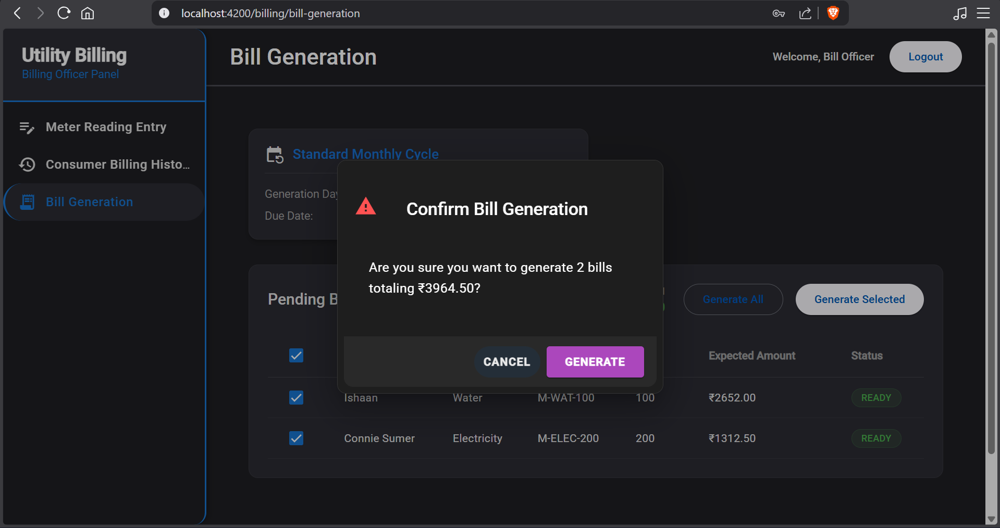 localhost:4200/billing/bill-generation
Utility Billing
Billing Officer Panel
Bill Generation
Welcome, Bill Officer
Logout
Meter Reading Entry
Consumer Billing Histo...
Bill Generation
Standard Monthly Cycle
Generation Day
Due Date:
Confirm Bill Generation
Are you sure you want to generate 2 bills
totaling ₹3964.50?
CANCEL
GENERATE
Pending B
Generate All
Generate Selected
Expected Amount Status
Ishaan Water M-WAT-100 100 ₹2652.00 READY
Connie Sumer Electricity M-ELEC-200 200 ₹1312.50 READY